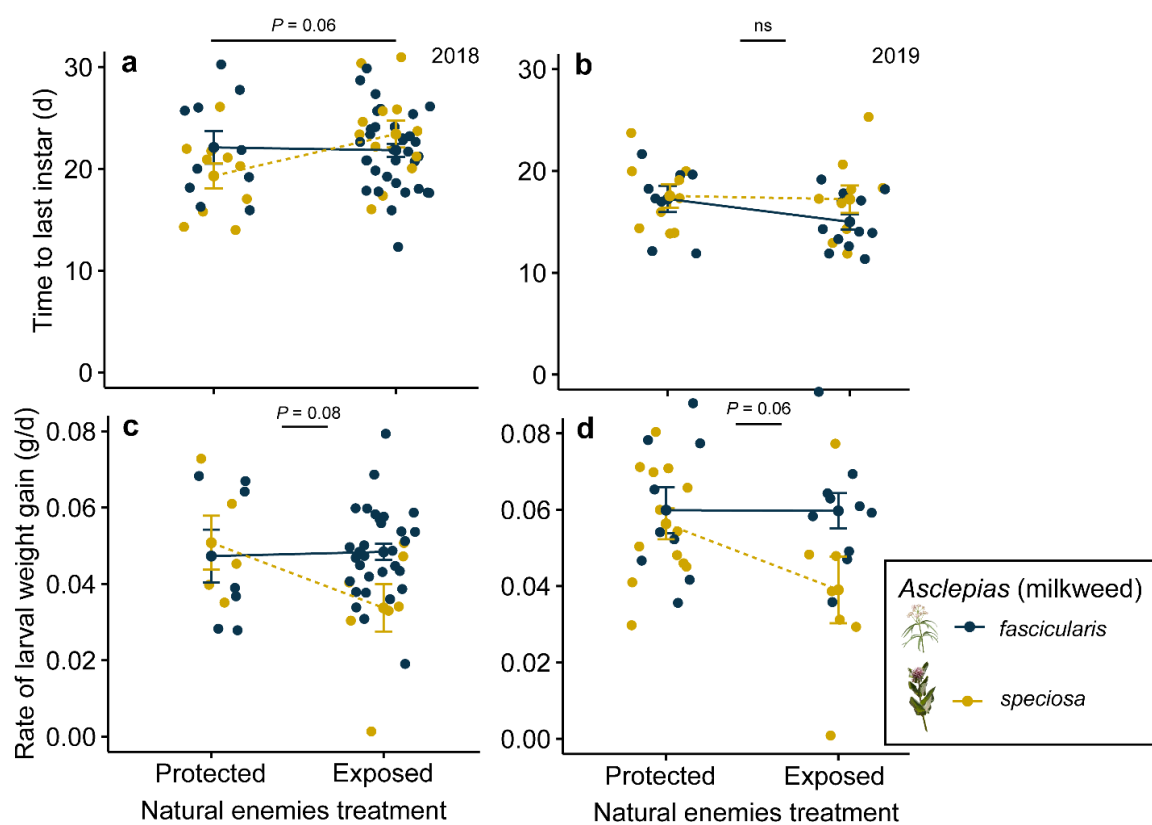 P = 0.06
a
2018
Time to last instar (d)
30
20
10
0
ns
b
2019
30
20
10
0
P = 0.08
c
Rate of larval weight gain (g/d)
0.08
0.06
0.04
0.02
0.00
Protected
Exposed
Natural enemies treatment
P = 0.06
d
0.08
0.06
0.04
0.02
0.00
Protected
Exposed
Natural enemies treatment
Asclepias (milkweed)
fascicularis
speciosa